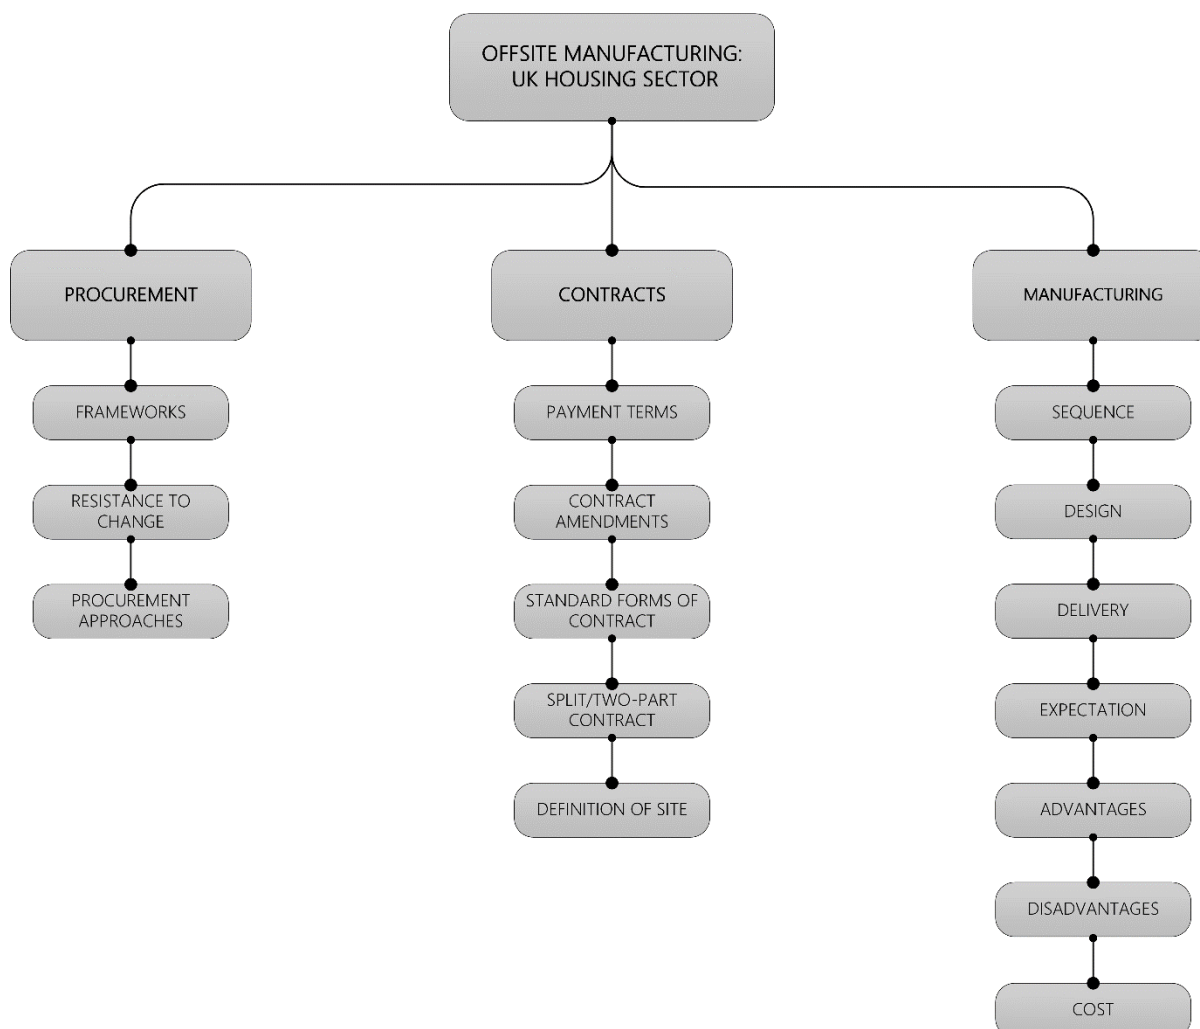 OFFSITE MANUFACTURING:
UK HOUSING SECTOR
PROCUREMENT
FRAMEWORKS
RESISTANCE TO
CHANGE
PROCUREMENT
APPROACHES
CONTRACTS
PAYMENT TERMS
CONTRACT
AMENDMENTS
STANDARD FORMS OF
CONTRACT
SPLIT/TWO-PART
CONTRACT
DEFINITION OF SITE
MANUFACTURING
SEQUENCE
DESIGN
DELIVERY
EXPECTATION
ADVANTAGES
DISADVANTAGES
COST